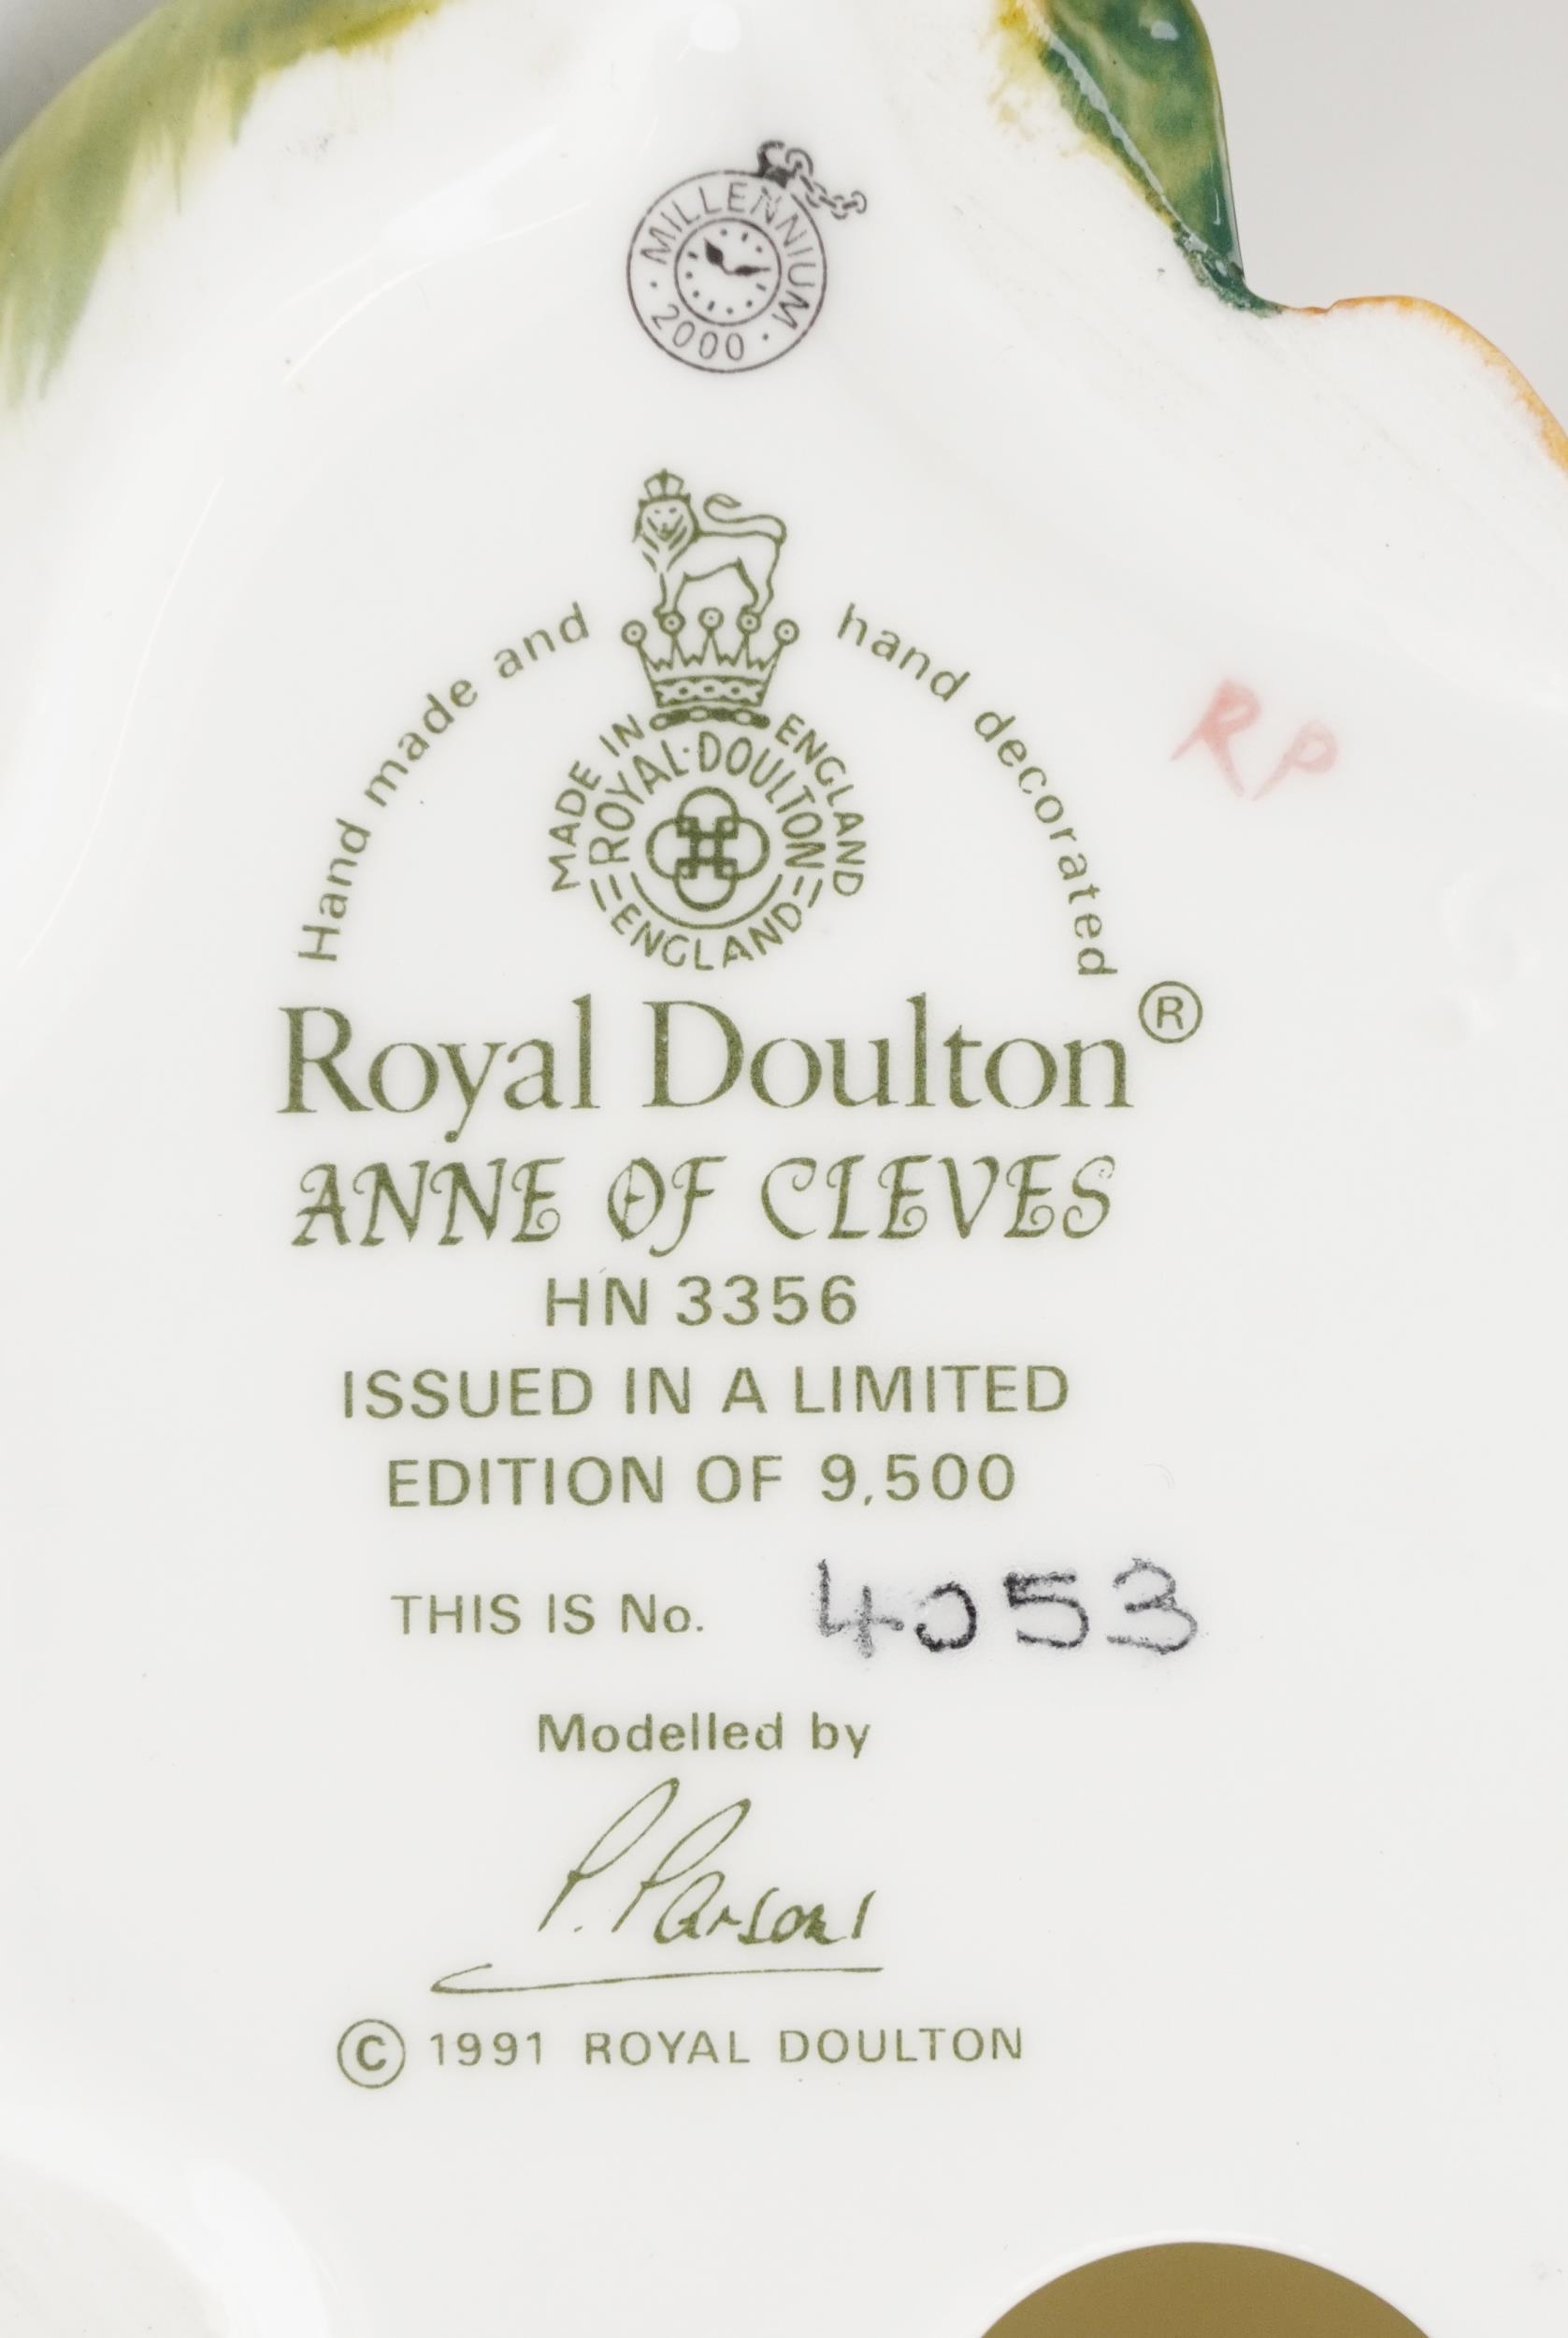 MILLENNIUM
· 2000 ·
Hand made and hand decorated
MADE IN ENGLAND
ROYAL·DOULTON
ENGLAND
RP
Royal Doulton®
ANNE OF CLEVES
HN 3356
ISSUED IN A LIMITED
EDITION OF 9,500
THIS IS No. 4053
Modelled by
P. Parsons
© 1991 ROYAL DOULTON